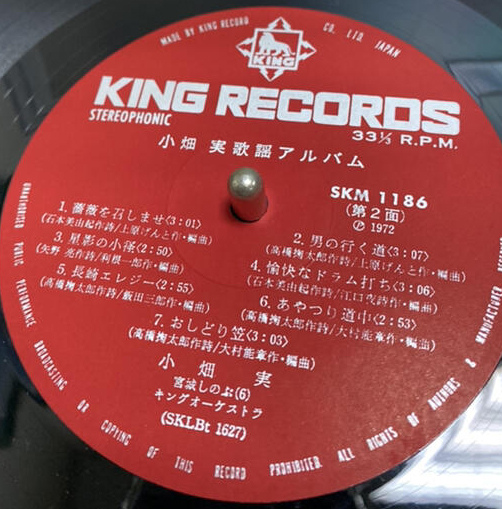 MADE BY KING RECORD CO., LTD. JAPAN
KING
KING RECORDS
STEREOPHONIC
33⅓ R.P.M.
小畑 実歌謡アルバム
SKM 1186
(第2面)
Ⓟ 1972
1. 薔薇を召しませ〈3:01〉
(石本美由起作詩/上原げんと作・編曲)
2. 男の行く道〈3:07〉
(高橋掬太郎作詩/上原げんと作・編曲)
3. 星影の小径〈2:50〉
(矢野 亮作詩/利根一郎作・編曲)
4. 愉快なドラム打ち〈3:06〉
(石本美由起作詩/江口夜詩作・編曲)
5. 長崎エレジー〈2:55〉
(高橋掬太郎作詩/飯田三郎作・編曲)
6. あやつり道中〈2:53〉
(高橋掬太郎作詩/大村能章作・編曲)
7. おしどり笠〈3:03〉
(高橋掬太郎作詩/大村能章作・編曲)
小畑 実
宮城しのぶ(6)
キングオーケストラ
(SKLBt 1627)
UNAUTHORISED PUBLIC PERFORMANCE BROADCASTING OR COPYING OF THIS RECORD PROHIBITED. ALL RIGHTS OF AUTHORS & MANUFACTURER